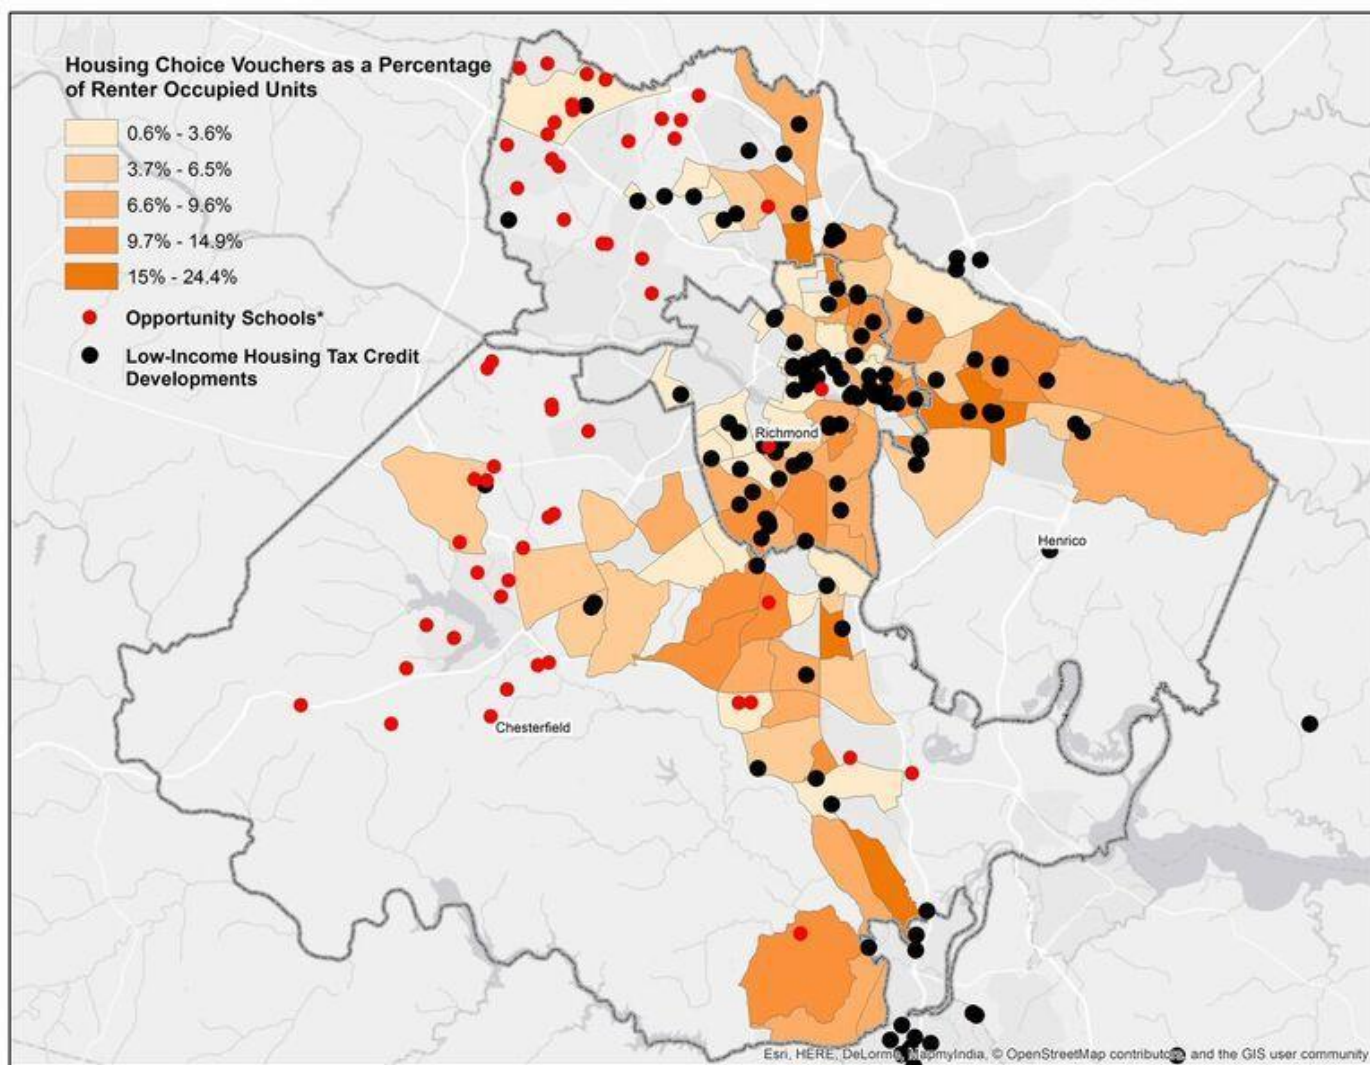 Housing Choice Vouchers as a Percentage
of Renter Occupied Units
0.6% - 3.6%
3.7% - 6.5%
6.6% - 9.6%
9.7% - 14.9%
15% - 24.4%
Opportunity Schools*
Low-Income Housing Tax Credit
Developments
Richmond
Henrico
Chesterfield
Esri, HERE, DeLorme, MapmyIndia, © OpenStreetMap contributors, and the GIS user community